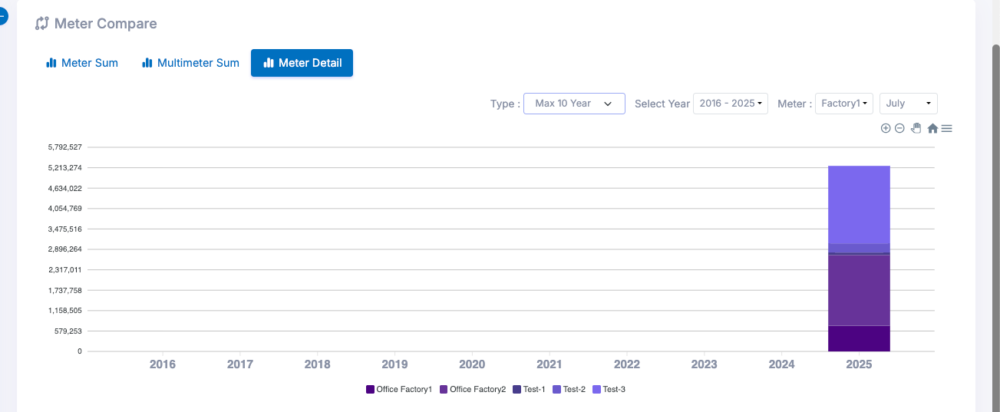 Meter Compare
Meter Sum Multimeter Sum Meter Detail
Type : Max 10 Year Select Year 2016 - 2025 Meter : Factory1 July
5,792,527
5,213,274
4,634,022
4,054,769
3,475,516
2,896,264
2,317,011
1,737,758
1,158,505
579,253
0
2016 2017 2018 2019 2020 2021 2022 2023 2024 2025
Office Factory1 Office Factory2 Test-1 Test-2 Test-3